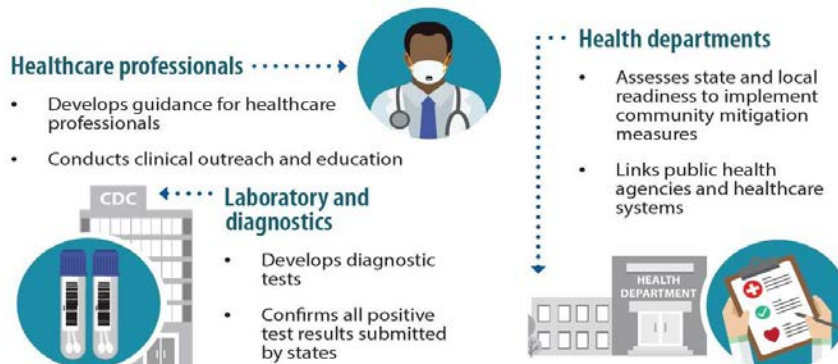 Healthcare professionals
• Develops guidance for healthcare
professionals
• Conducts clinical outreach and education
CDC
Laboratory and
diagnostics
• Develops diagnostic
tests
• Confirms all positive
test results submitted
by states
Health departments
• Assesses state and local
readiness to implement
community mitigation
measures
• Links public health
agencies and healthcare
systems
HEALTH
DEPARTMENT